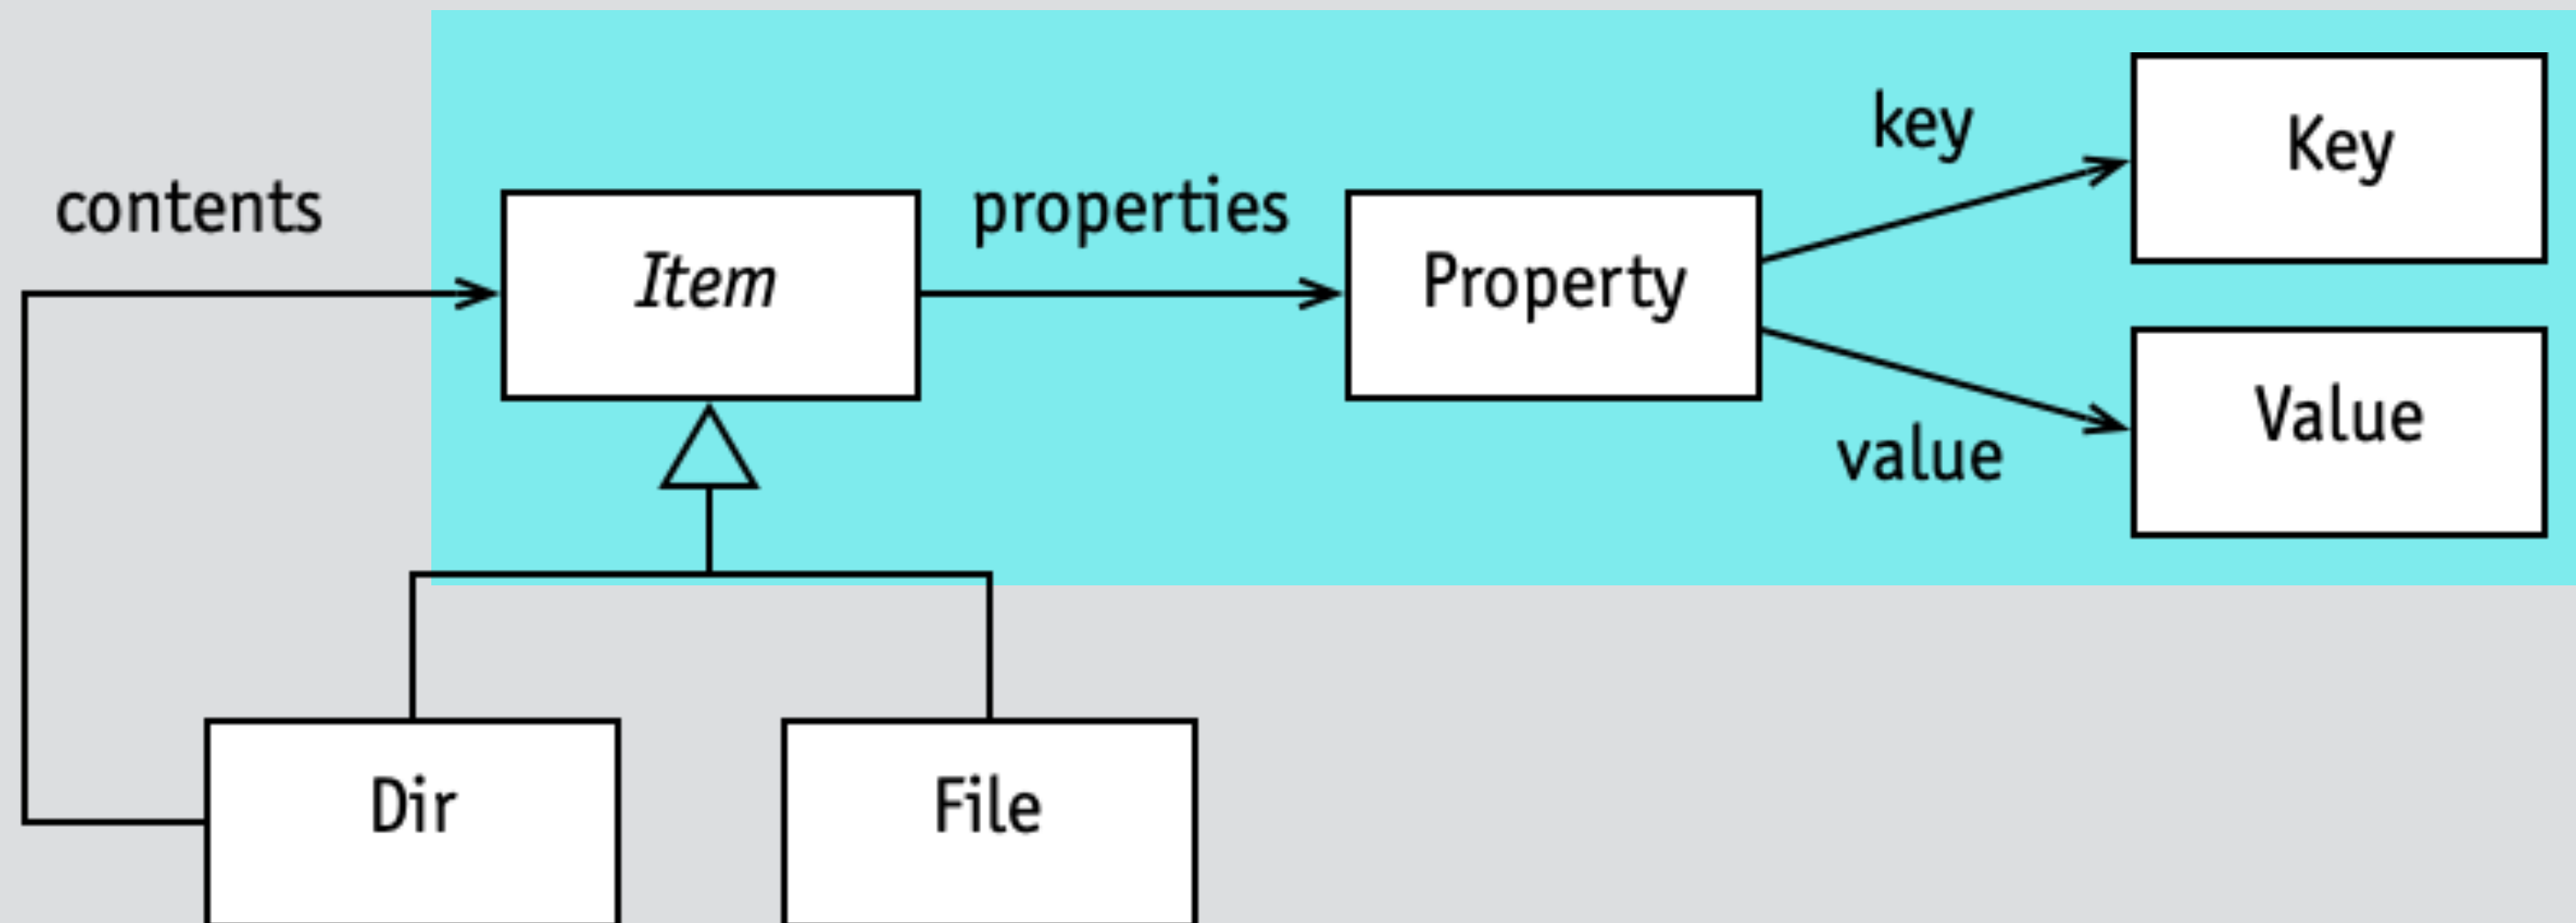 key
Key
contents
properties
Item
Property
value
Value
Dir
File